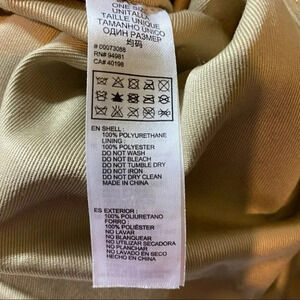 ONE SIZE
UNITALLA
TAILLE UNIQUE
TAMANHO ÚNICO
ОДИН РАЗМЕР
均码
# 00073088
RN# 94981
CA# 40198
EN SHELL :
100% POLYURETHANE
LINING :
100% POLYESTER
DO NOT WASH
DO NOT BLEACH
DO NOT TUMBLE DRY
DO NOT IRON
DO NOT DRY CLEAN
MADE IN CHINA
ES EXTERIOR :
100% POLIURETANO
FORRO :
100% POLIÉSTER
NO LAVAR
NO BLANQUEAR
NO UTILIZAR SECADORA
NO PLANCHAR
NO LAVADO EN SECO
HECHO EN CHINA